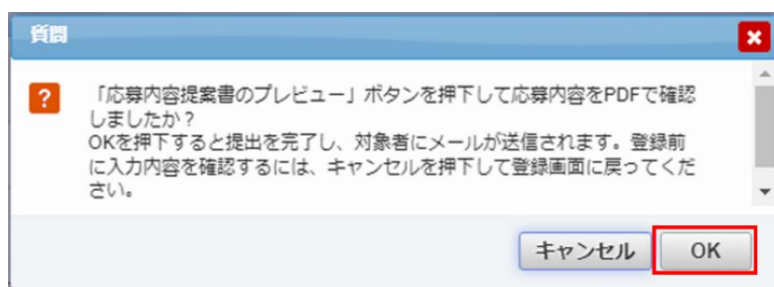 質問
「応募内容提案書のプレビュー」ボタンを押下して応募内容をPDFで確認
しましたか？
OKを押下すると提出を完了し、対象者にメールが送信されます。登録前
に入力内容を確認するには、キャンセルを押下して登録画面に戻ってくだ
さい。
キャンセル
OK